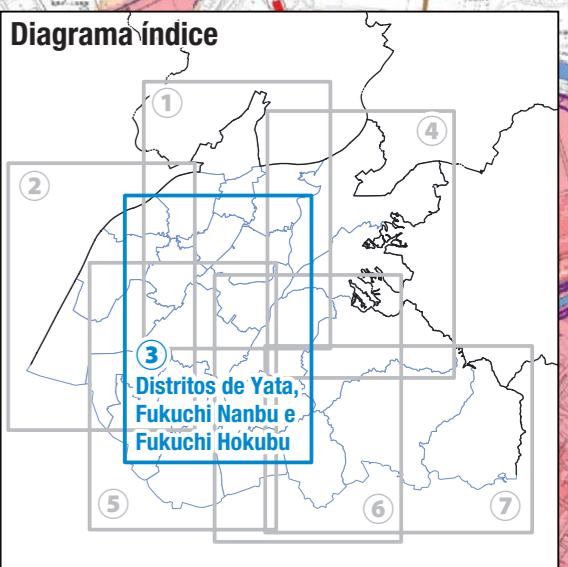 Diagrama índice
①
④
②
③
Distritos de Yata,
Fukuchi Nanbu e
Fukuchi Hokubu
⑤
⑥
⑦